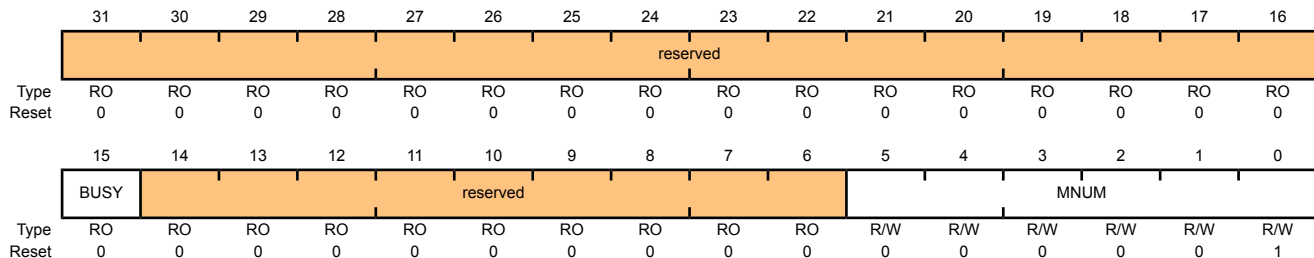 31 30 29 28 27 26 25 24 23 22 21 20 19 18 17 16
reserved
Type RO RO RO RO RO RO RO RO RO RO RO RO RO RO RO RO
Reset 0 0 0 0 0 0 0 0 0 0 0 0 0 0 0 0
15 14 13 12 11 10 9 8 7 6 5 4 3 2 1 0
BUSY reserved MNUM
Type RO RO RO RO RO RO RO RO RO RO R/W R/W R/W R/W R/W R/W
Reset 0 0 0 0 0 0 0 0 0 0 0 0 0 0 0 1